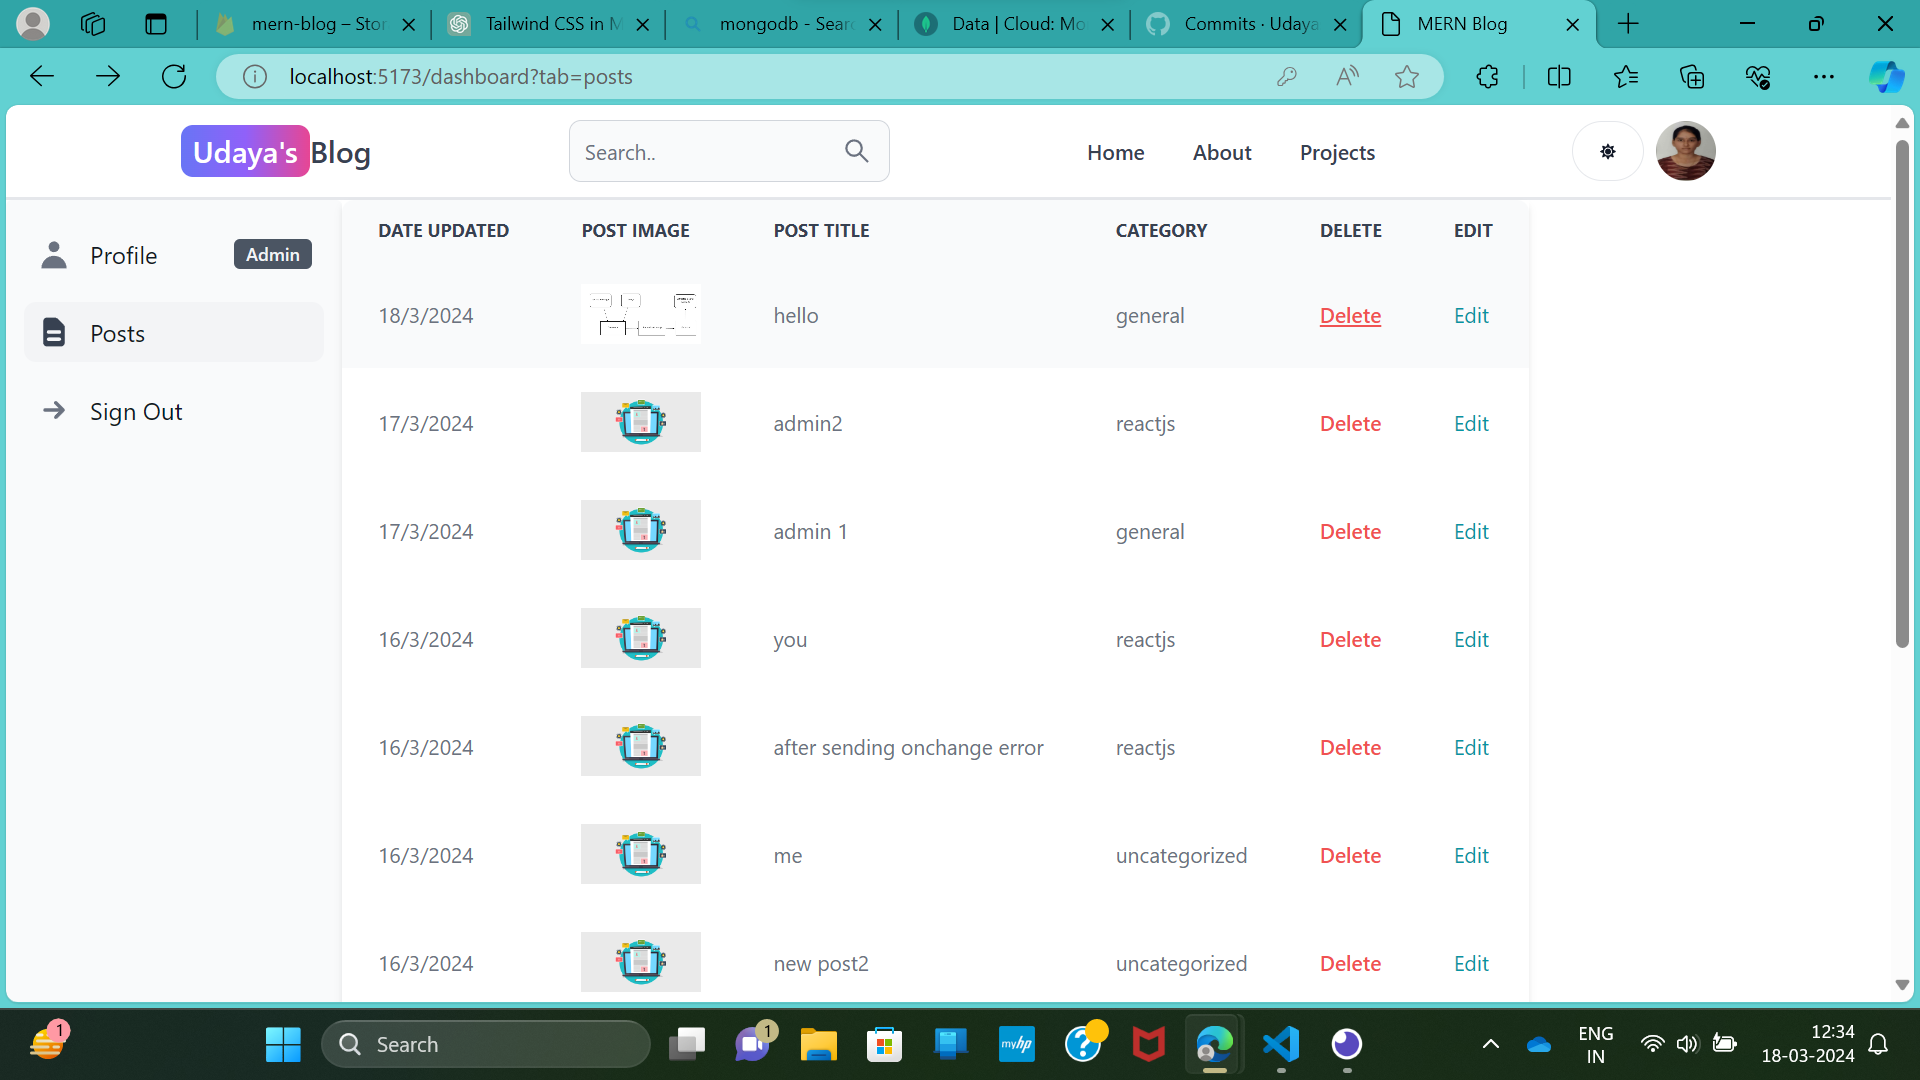 mern-blog – Stor
Tailwind CSS in M
mongodb - Searc
Data | Cloud: Mo
Commits · Udaya
MERN Blog
localhost:5173/dashboard?tab=posts
Udaya's Blog
Search..
Home
About
Projects
Profile
Admin
Posts
Sign Out
DATE UPDATED POST IMAGE POST TITLE CATEGORY DELETE EDIT
18/3/2024 hello general Delete Edit
17/3/2024 admin2 reactjs Delete Edit
17/3/2024 admin 1 general Delete Edit
16/3/2024 you reactjs Delete Edit
16/3/2024 after sending onchange error reactjs Delete Edit
16/3/2024 me uncategorized Delete Edit
16/3/2024 new post2 uncategorized Delete Edit
1
Search
1
myhp
ENG
IN
12:34
18-03-2024